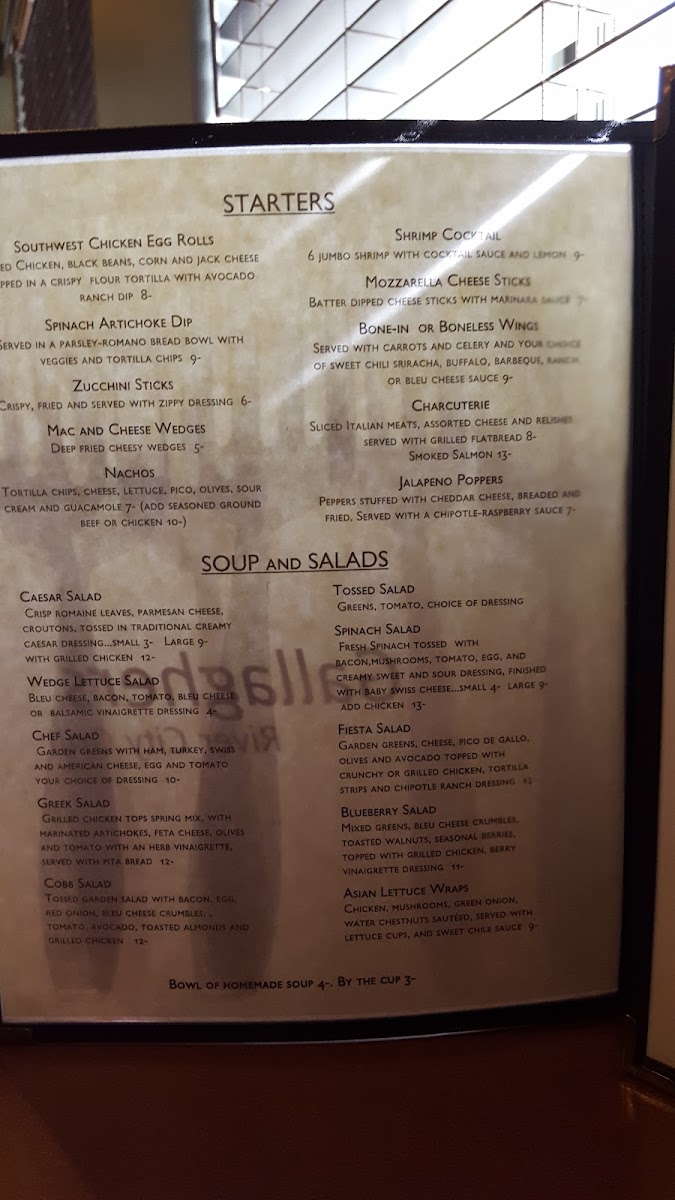 STARTERS
SOUTHWEST CHICKEN EGG ROLLS
ED CHICKEN, BLACK BEANS, CORN AND JACK CHEESE
PPED IN A CRISPY FLOUR TORTILLA WITH AVOCADO
RANCH DIP 8-
SPINACH ARTICHOKE DIP
SERVED IN A PARSLEY-ROMANO BREAD BOWL WITH
VEGGIES AND TORTILLA CHIPS 9-
ZUCCHINI STICKS
CRISPY, FRIED AND SERVED WITH ZIPPY DRESSING 6-
MAC AND CHEESE WEDGES
DEEP FRIED CHEESY WEDGES 5-
NACHOS
TORTILLA CHIPS, CHEESE, LETTUCE, PICO, OLIVES, SOUR
CREAM AND GUACAMOLE 7- (ADD SEASONED GROUND
BEEF OR CHICKEN 10-)
SHRIMP COCKTAIL
6 JUMBO SHRIMP WITH COCKTAIL SAUCE AND LEMON 9-
MOZZARELLA CHEESE STICKS
BATTER DIPPED CHEESE STICKS WITH MARINARA SAUCE 7-
BONE-IN OR BONELESS WINGS
SERVED WITH CARROTS AND CELERY AND YOUR CHOICE
OF SWEET CHILI SRIRACHA, BUFFALO, BARBEQUE, RANCH,
OR BLEU CHEESE SAUCE 9-
CHARCUTERIE
SLICED ITALIAN MEATS, ASSORTED CHEESE AND RELISHES
SERVED WITH GRILLED FLATBREAD 8-
SMOKED SALMON 13-
JALAPENO POPPERS
PEPPERS STUFFED WITH CHEDDAR CHEESE, BREADED AND
FRIED, SERVED WITH A CHIPOTLE-RASPBERRY SAUCE 7-
SOUP AND SALADS
CAESAR SALAD
CRISP ROMAINE LEAVES, PARMESAN CHEESE,
CROUTONS, TOSSED IN TRADITIONAL CREAMY
CAESAR DRESSING...SMALL 3- LARGE 9-
WITH GRILLED CHICKEN 12-
WEDGE LETTUCE SALAD
BLEU CHEESE, BACON, TOMATO, BLEU CHEESE
OR BALSAMIC VINAIGRETTE DRESSING 4-
CHEF SALAD
GARDEN GREENS WITH HAM, TURKEY, SWISS
AND AMERICAN CHEESE, EGG AND TOMATO
YOUR CHOICE OF DRESSING 10-
GREEK SALAD
GRILLED CHICKEN TOPS SPRING MIX, WITH
MARINATED ARTICHOKES, FETA CHEESE, OLIVES
AND TOMATO WITH AN HERB VINAIGRETTE,
SERVED WITH PITA BREAD 12-
COBB SALAD
TOSSED GARDEN SALAD WITH BACON, EGG,
RED ONION, BLEU CHEESE CRUMBLES, ,
TOMATO, AVOCADO, TOASTED ALMONDS AND
GRILLED CHICKEN 12-
TOSSED SALAD
GREENS, TOMATO, CHOICE OF DRESSING
SPINACH SALAD
FRESH SPINACH TOSSED WITH
BACON,MUSHROOMS, TOMATO, EGG, AND
CREAMY SWEET AND SOUR DRESSING, FINISHED
WITH BABY SWISS CHEESE...SMALL 4- LARGE 9-
ADD CHICKEN 13-
FIESTA SALAD
GARDEN GREENS, CHEESE, PICO DE GALLO,
OLIVES AND AVOCADO TOPPED WITH
CRUNCHY OR GRILLED CHICKEN, TORTILLA
STRIPS AND CHIPOTLE RANCH DRESSING 12
BLUEBERRY SALAD
MIXED GREENS, BLEU CHEESE CRUMBLES,
TOASTED WALNUTS, SEASONAL BERRIES,
TOPPED WITH GRILLED CHICKEN, BERRY
VINAIGRETTE DRESSING 11-
ASIAN LETTUCE WRAPS
CHICKEN, MUSHROOMS, GREEN ONION,
WATER CHESTNUTS SAUTÉED, SERVED WITH
LETTUCE CUPS, AND SWEET CHILE SAUCE 9-
BOWL OF HOMEMADE SOUP 4-. BY THE CUP 3-